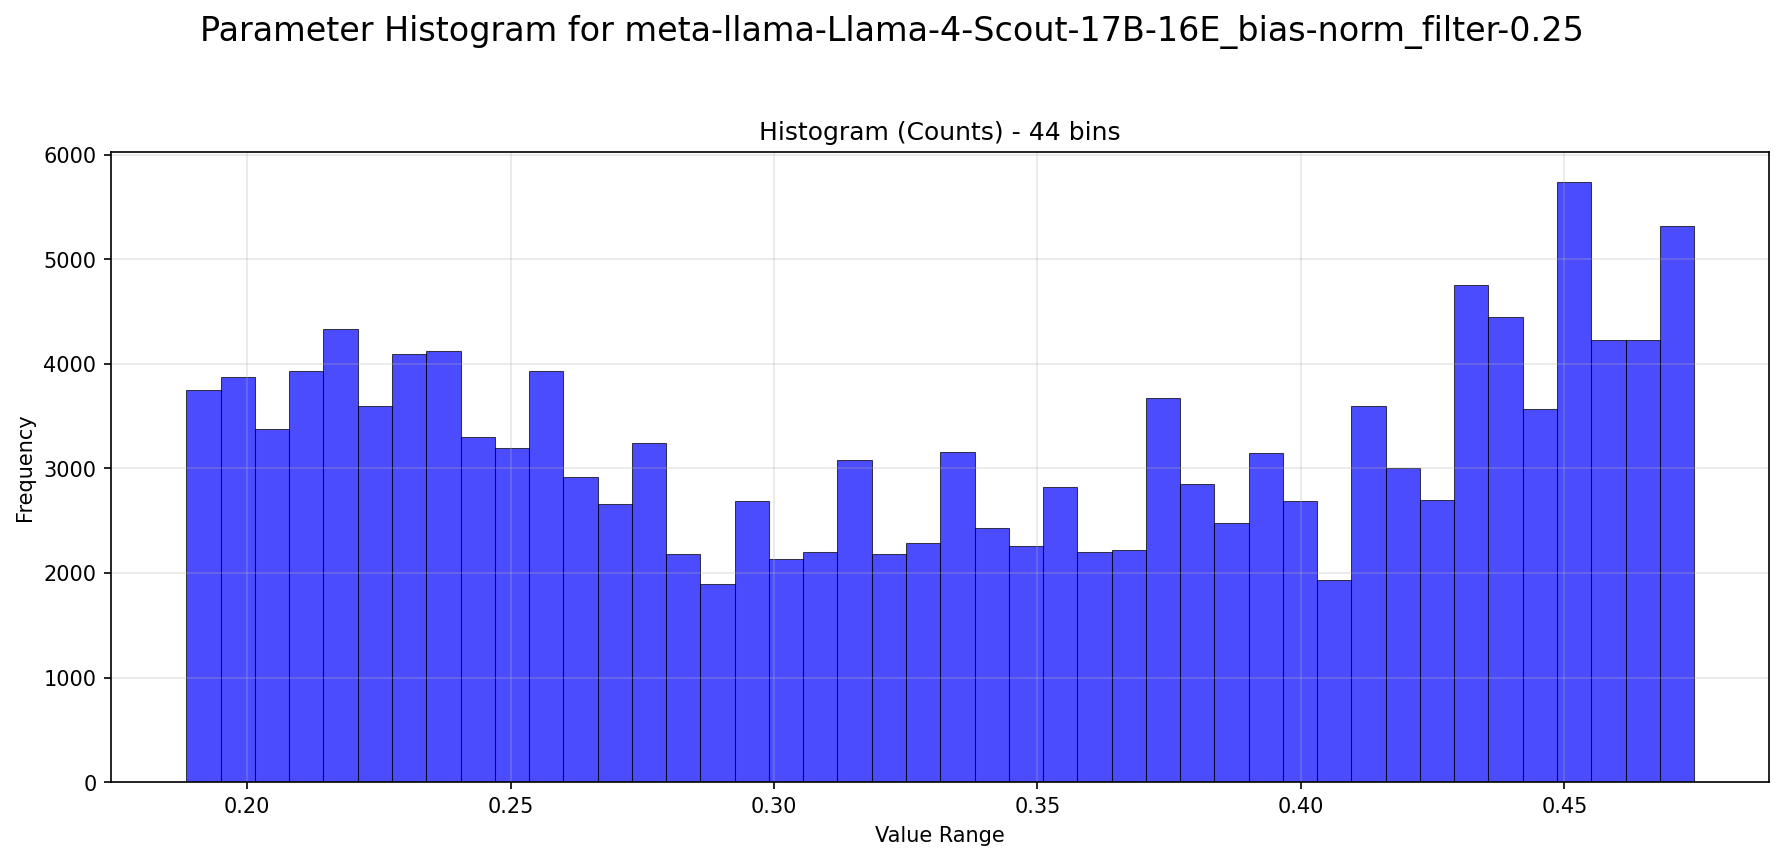 Parameter Histogram for meta-llama-Llama-4-Scout-17B-16E_bias-norm_filter-0.25
Histogram (Counts) - 44 bins
6000
5000
4000
3000
2000
1000
0
Frequency
0.20 0.25 0.30 0.35 0.40 0.45
Value Range